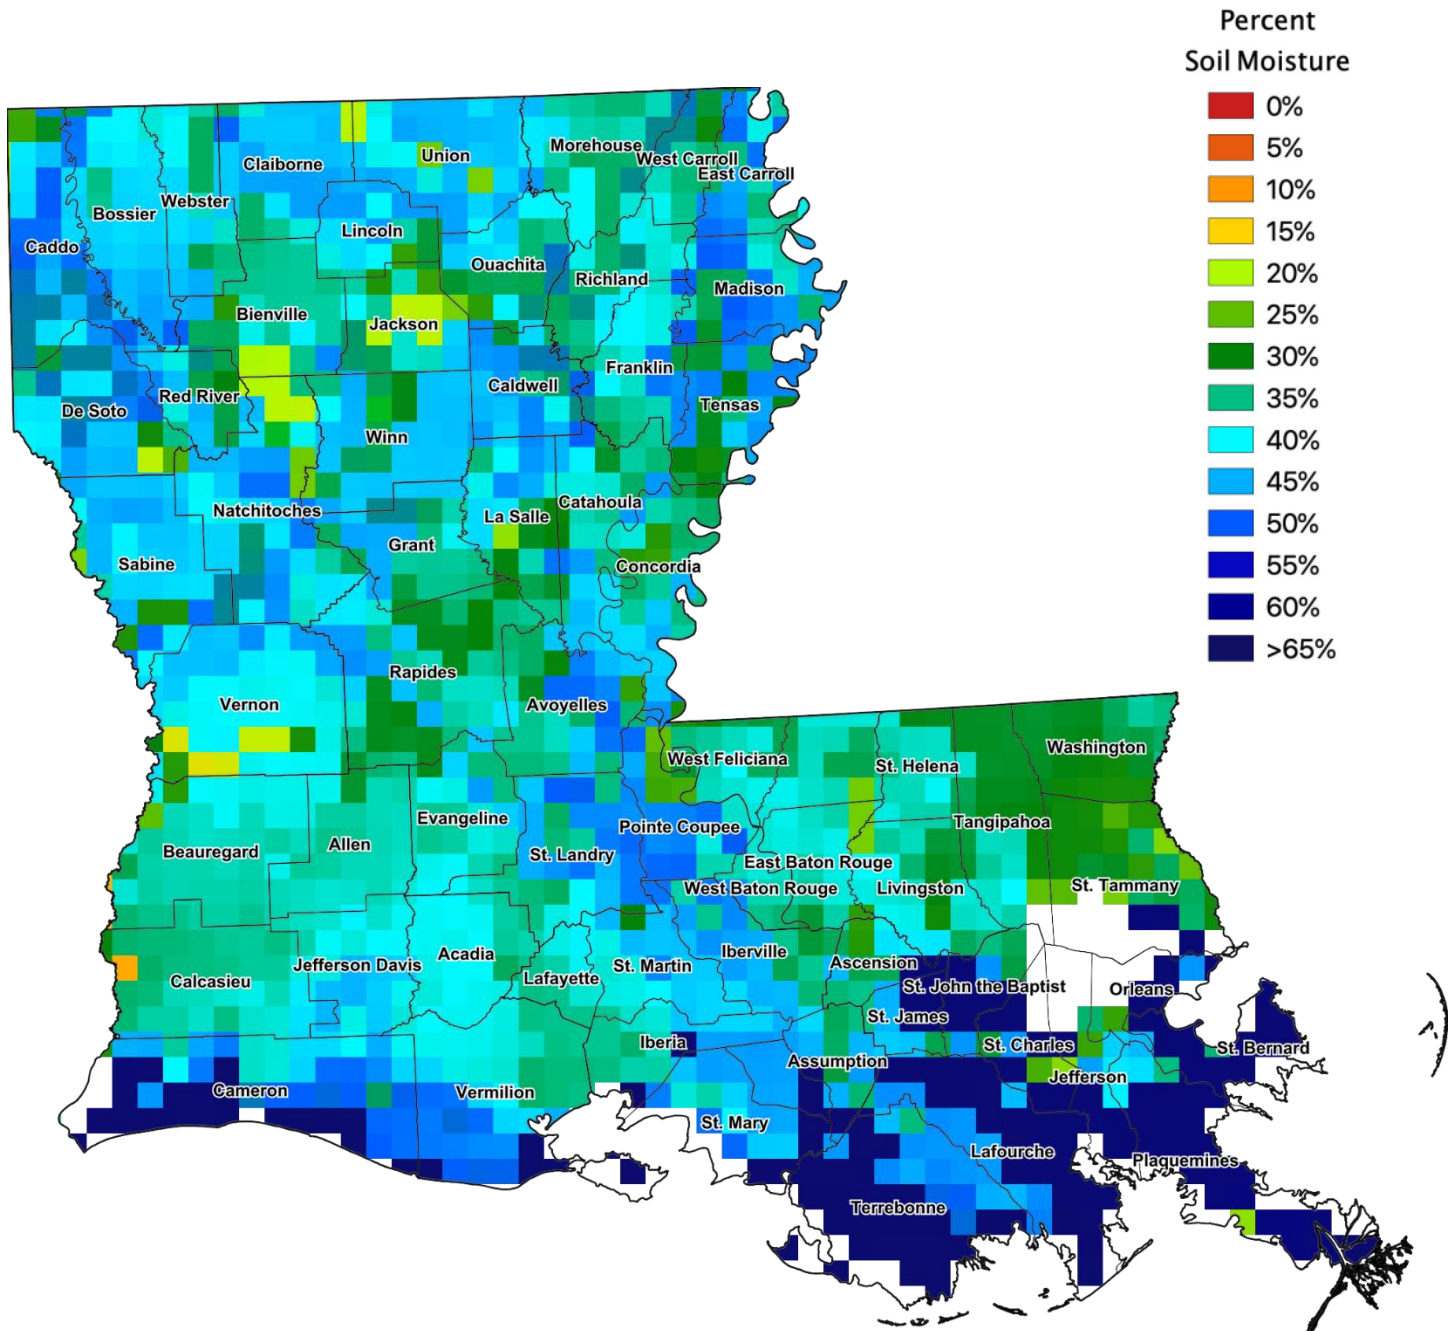 Percent
Soil Moisture
0%
5%
10%
15%
20%
25%
30%
35%
40%
45%
50%
55%
60%
>65%
Morehouse
Union
West Carroll
Claiborne
East Carroll
Webster
Bossier
Lincoln
Caddo
Ouachita
Richland
Madison
Bienville
Jackson
Franklin
Caldwell
Red River
Tensas
De Soto
Winn
Catahoula
Natchitoches
La Salle
Grant
Sabine
Concordia
Rapides
Vernon
Avoyelles
Washington
West Feliciana
St. Helena
Evangeline
Tangipahoa
Pointe Coupee
Allen
Beauregard
St. Landry
East Baton Rouge
St. Tammany
West Baton Rouge
Livingston
Iberville
Acadia
Ascension
Jefferson Davis
St. Martin
Lafayette
Calcasieu
St. John the Baptist
Orleans
St. James
Iberia
St. Charles
St. Bernard
Assumption
Jefferson
Cameron
Vermilion
St. Mary
Lafourche
Plaquemines
Terrebonne